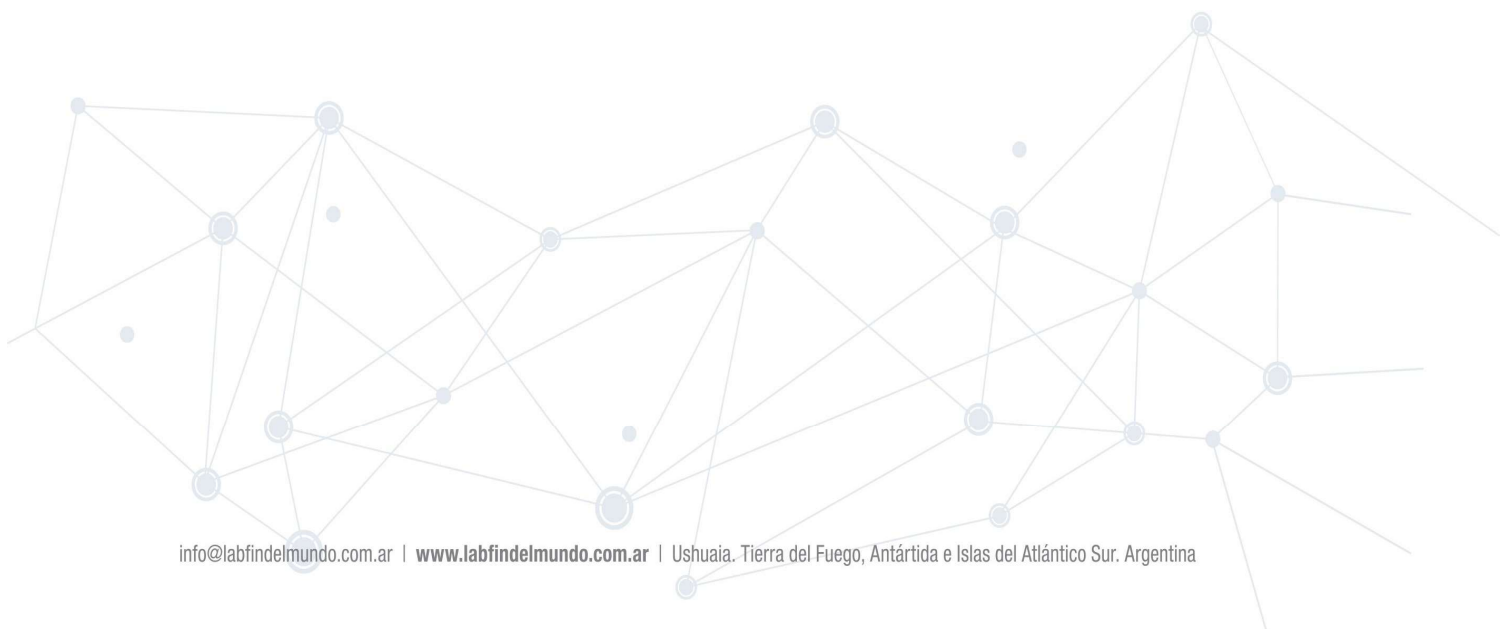 info@labfindelmundo.com.ar | www.labfindelmundo.com.ar | Ushuaia. Tierra del Fuego, Antártida e Islas del Atlántico Sur. Argentina